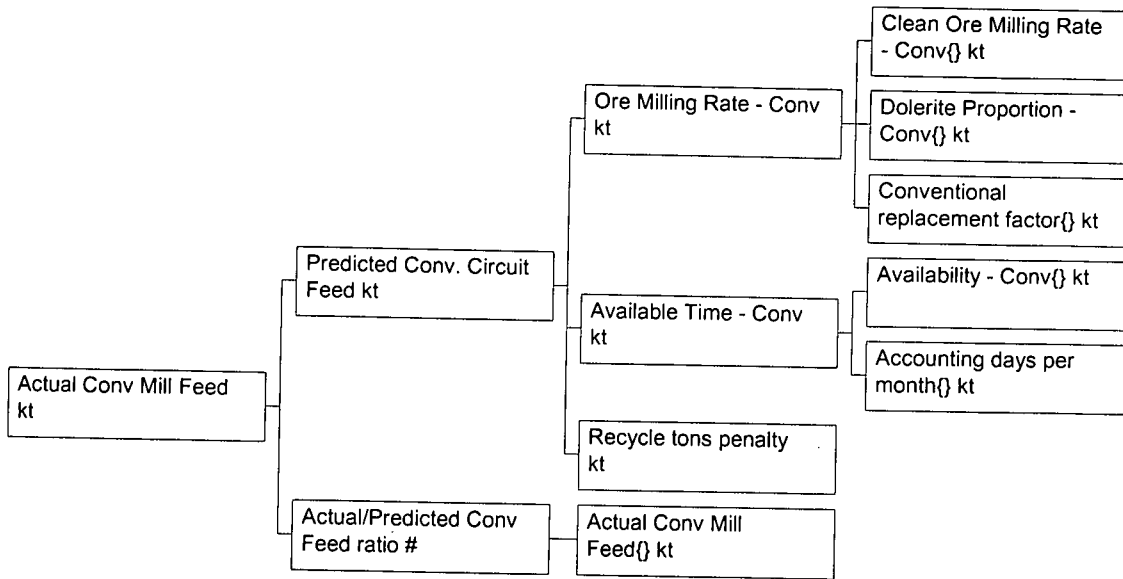 Clean Ore Milling Rate
- Conv{} kt
Ore Milling Rate - Conv
kt
Dolerite Proportion -
Conv{} kt
Conventional
replacement factor{} kt
Predicted Conv. Circuit
Feed kt
Availability - Conv{} kt
Available Time - Conv
kt
Accounting days per
month{} kt
Actual Conv Mill Feed
kt
Recycle tons penalty
kt
Actual/Predicted Conv
Feed ratio #
Actual Conv Mill
Feed{} kt